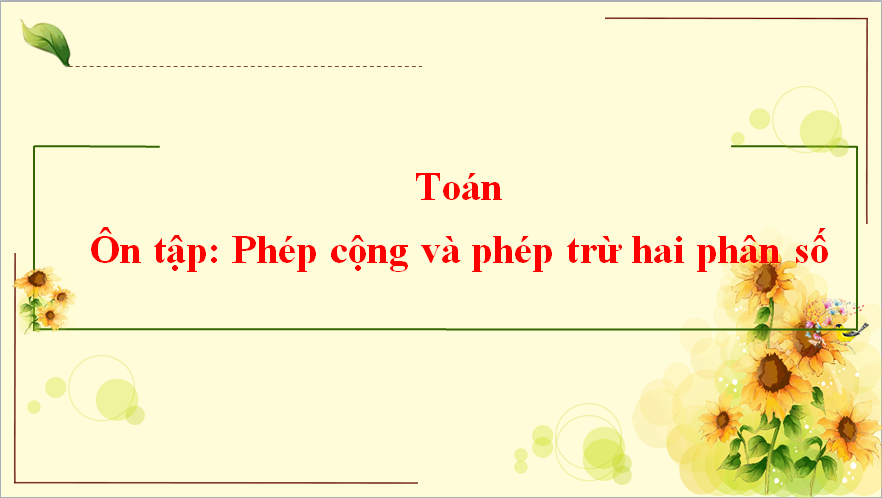 Toán
Ôn tập: Phép cộng và phép trừ hai phân số